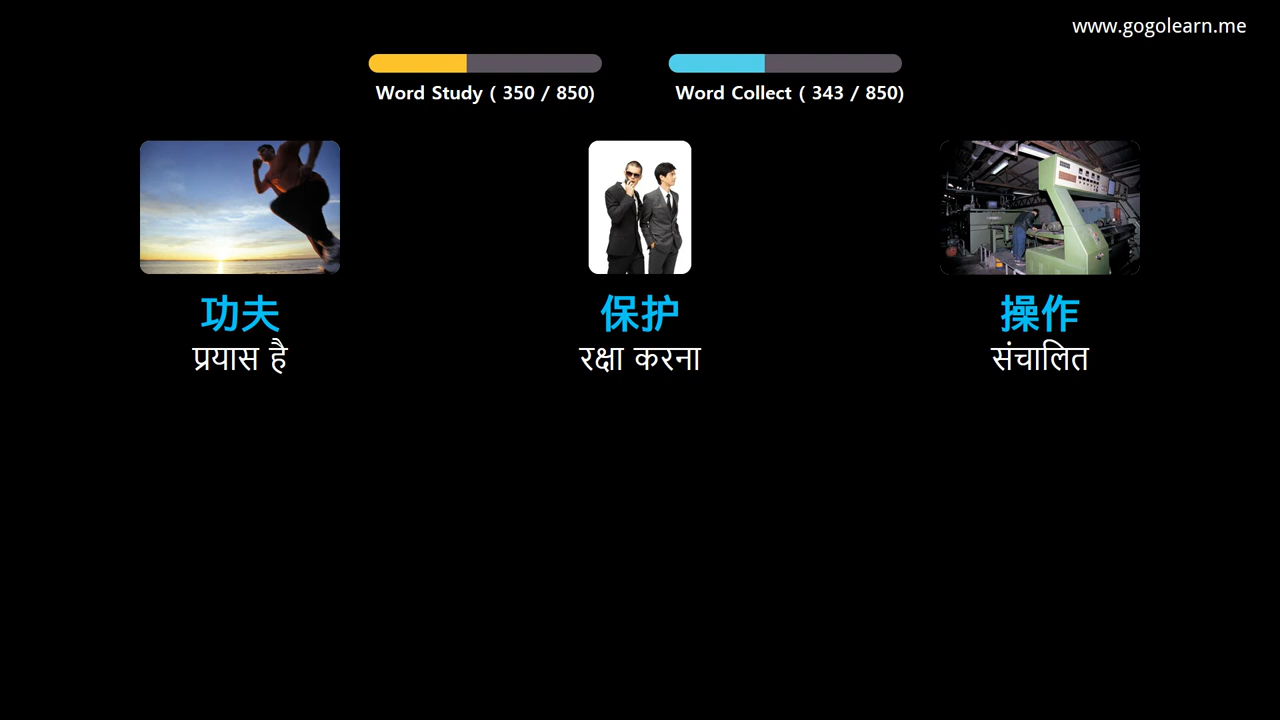 www.gogolearn.me
Word Study ( 350 / 850)
Word Collect ( 343 / 850)
功夫
प्रयास है
保护
रक्षा करना
操作
संचालित